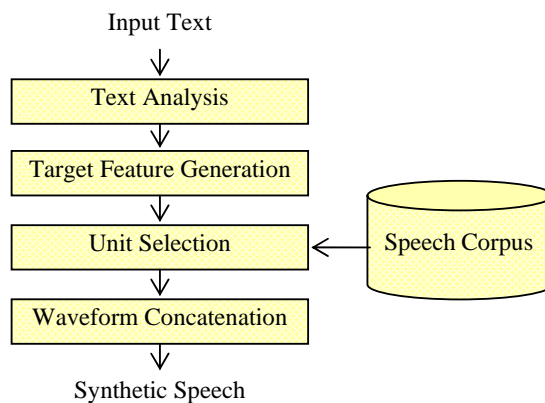 Input Text
Text Analysis
Target Feature Generation
Unit Selection
Speech Corpus
Waveform Concatenation
Synthetic Speech